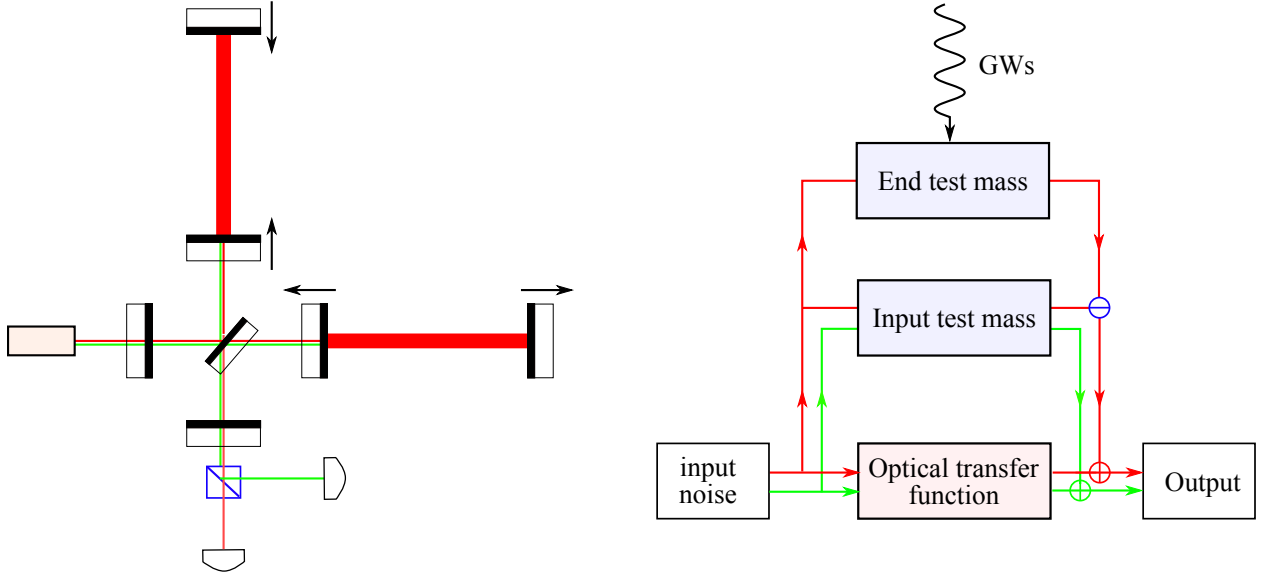 GWs
End test mass
Input test mass
input
noise
Optical transfer
function
Output